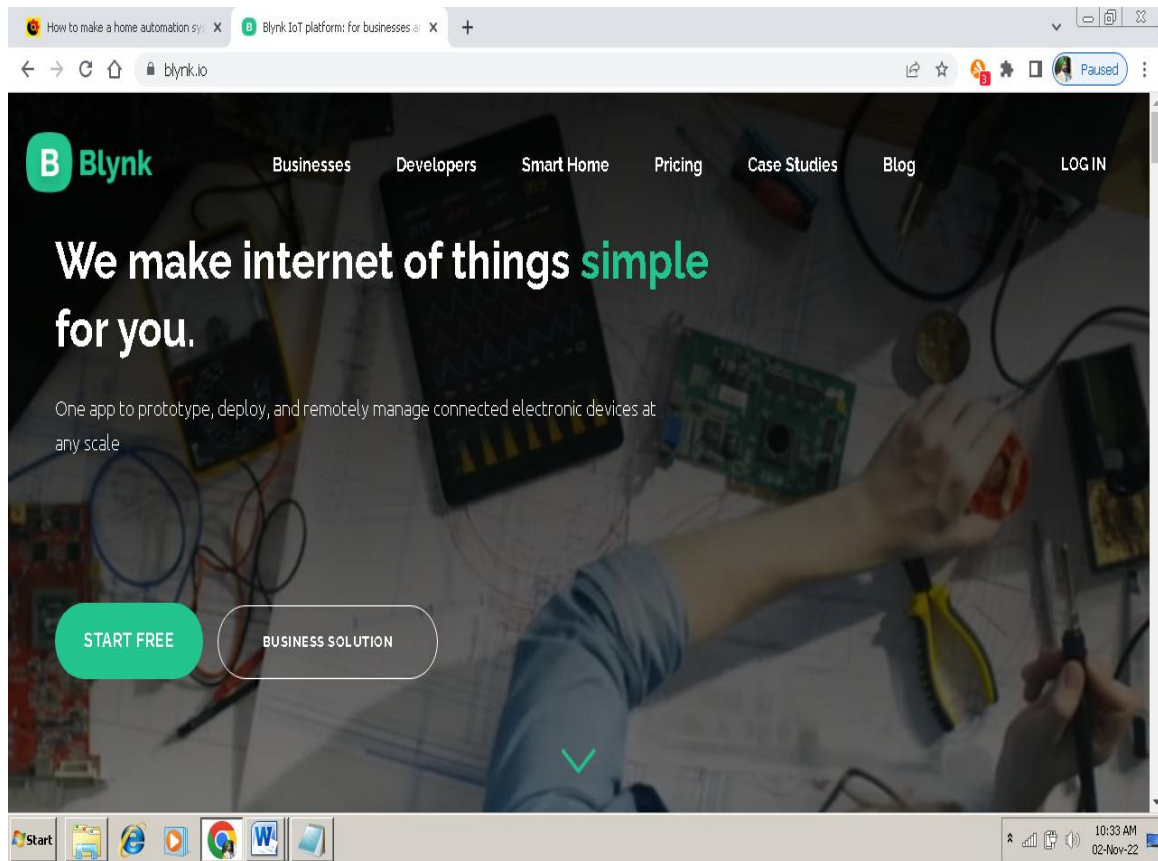 How to make a home automation sys
Blynk IoT platform: for businesses a
blynk.io
3
Paused
B Blynk
Businesses Developers Smart Home Pricing Case Studies Blog LOG IN
We make internet of things simple
for you.
One app to prototype, deploy, and remotely manage connected electronic devices at
any scale
START FREE BUSINESS SOLUTION
Start
10:33 AM
02-Nov-22